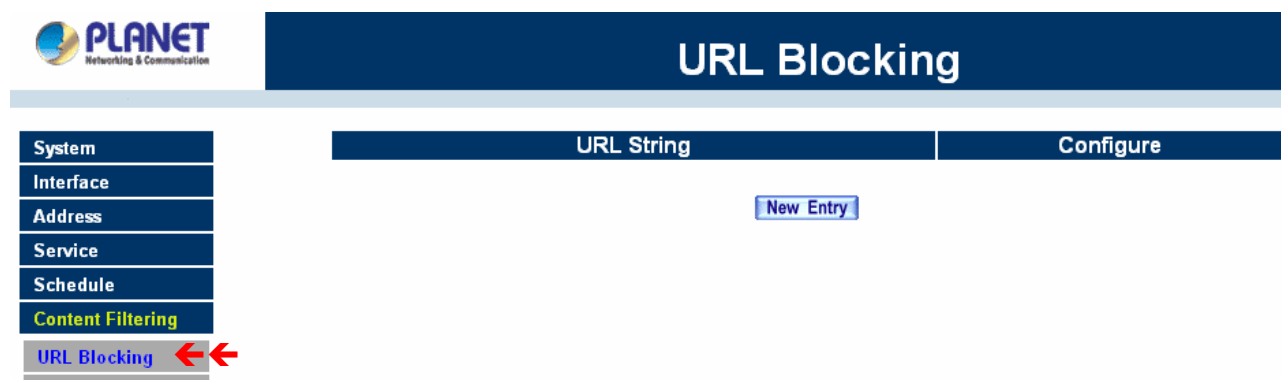 PLANET
Networking & Communication
URL Blocking
System
Interface
Address
Service
Schedule
Content Filtering
URL Blocking
URL String
Configure
New Entry